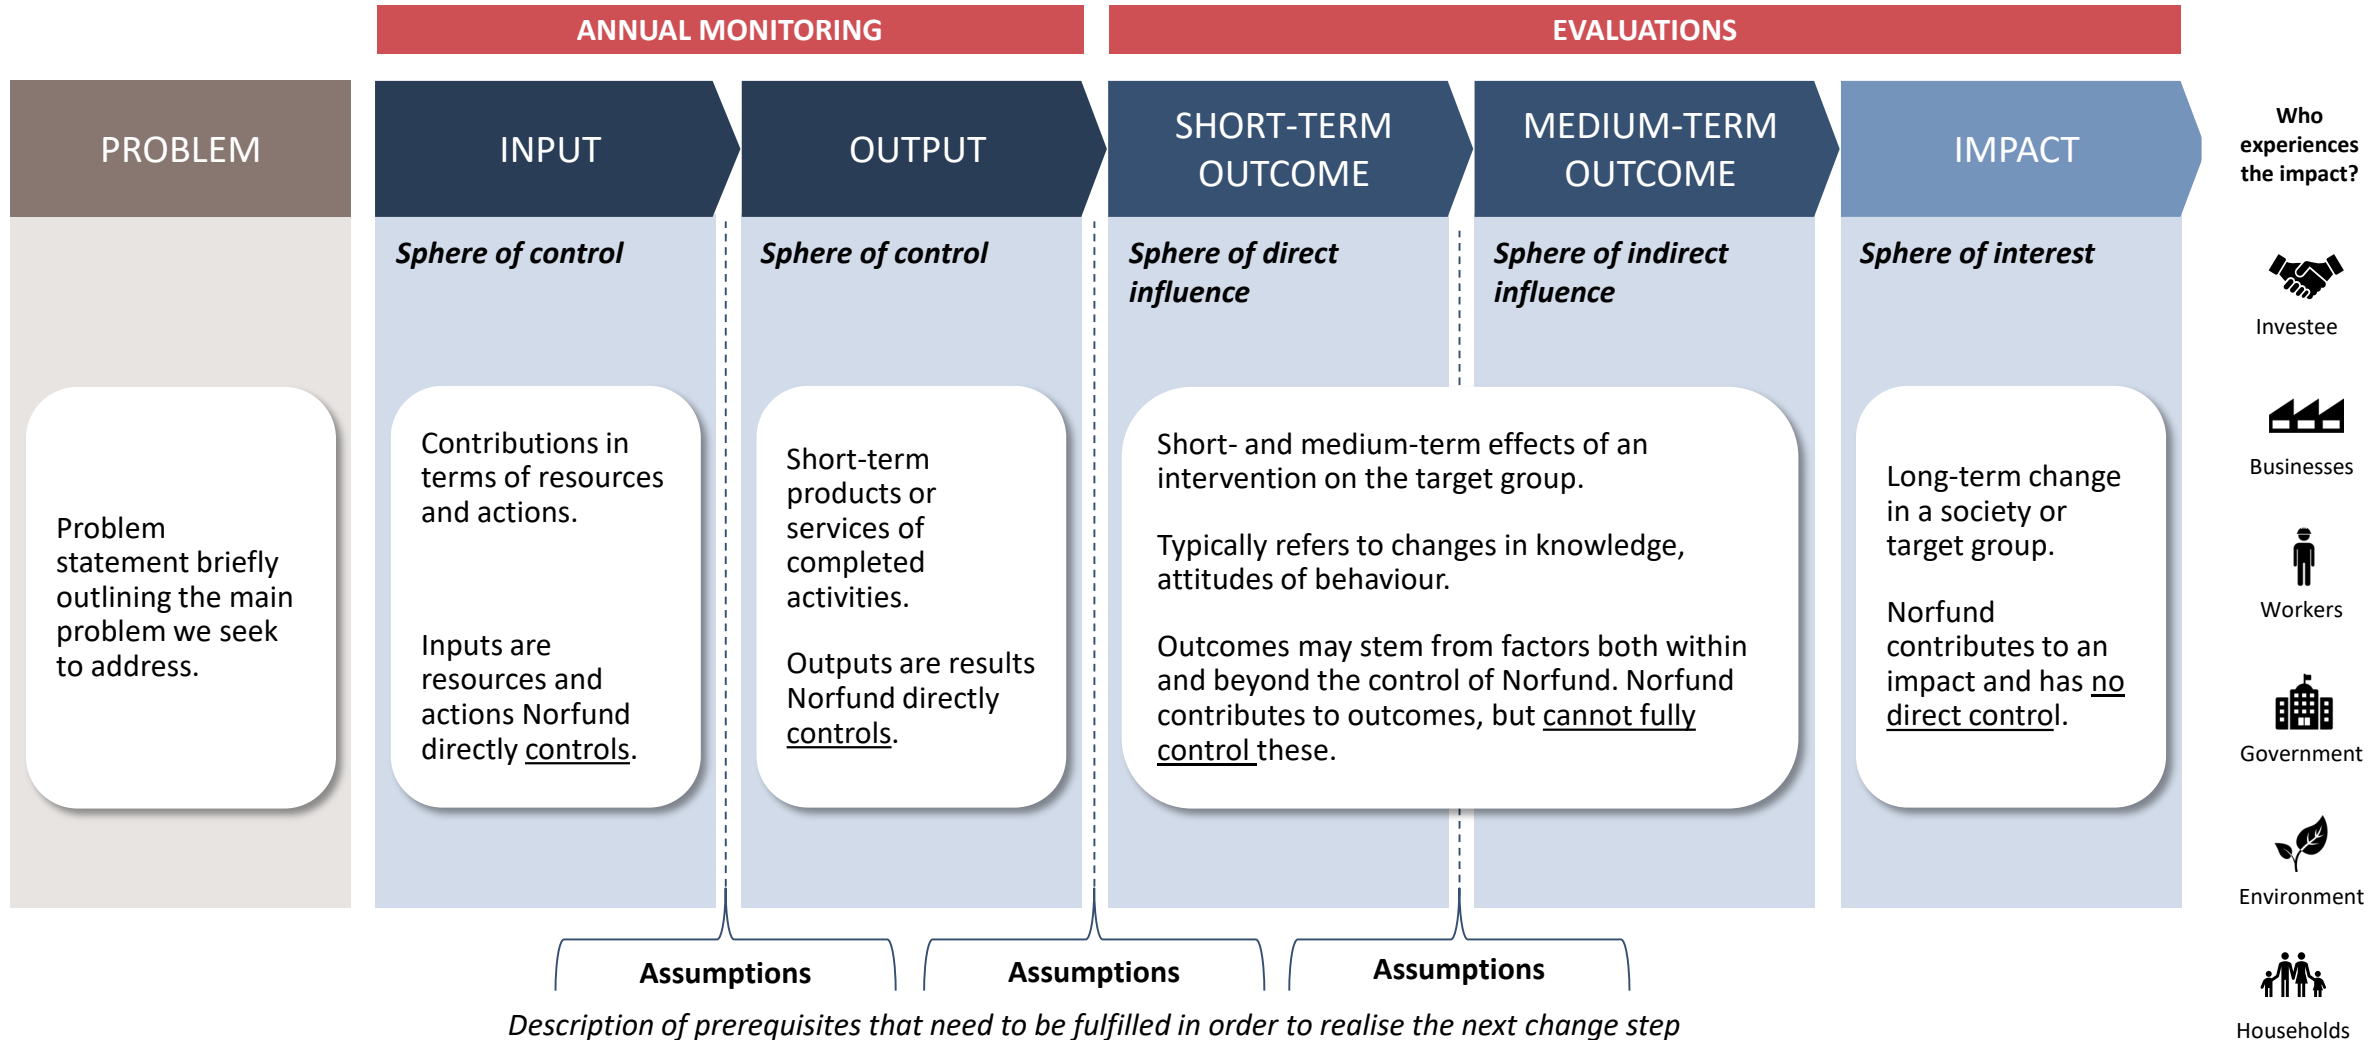 ANNUAL MONITORING
EVALUATIONS
PROBLEM
INPUT
OUTPUT
SHORT-TERM
OUTCOME
MEDIUM-TERM
OUTCOME
IMPACT
Who
experiences
the impact?
Sphere of control
Sphere of control
Sphere of direct
influence
Sphere of indirect
influence
Sphere of interest
Problem
statement briefly
outlining the main
problem we seek
to address.
Contributions in
terms of resources
and actions.
Inputs are
resources and
actions Norfund
directly controls.
Short-term
products or
services of
completed
activities.
Outputs are results
Norfund directly
controls.
Short- and medium-term effects of an
intervention on the target group.
Typically refers to changes in knowledge,
attitudes of behaviour.
Outcomes may stem from factors both within
and beyond the control of Norfund. Norfund
contributes to outcomes, but cannot fully
control these.
Long-term change
in a society or
target group.
Norfund
contributes to an
impact and has no
direct control.
Investee
Businesses
Workers
Government
Environment
Households
Assumptions
Assumptions
Assumptions
Description of prerequisites that need to be fulfilled in order to realise the next change step